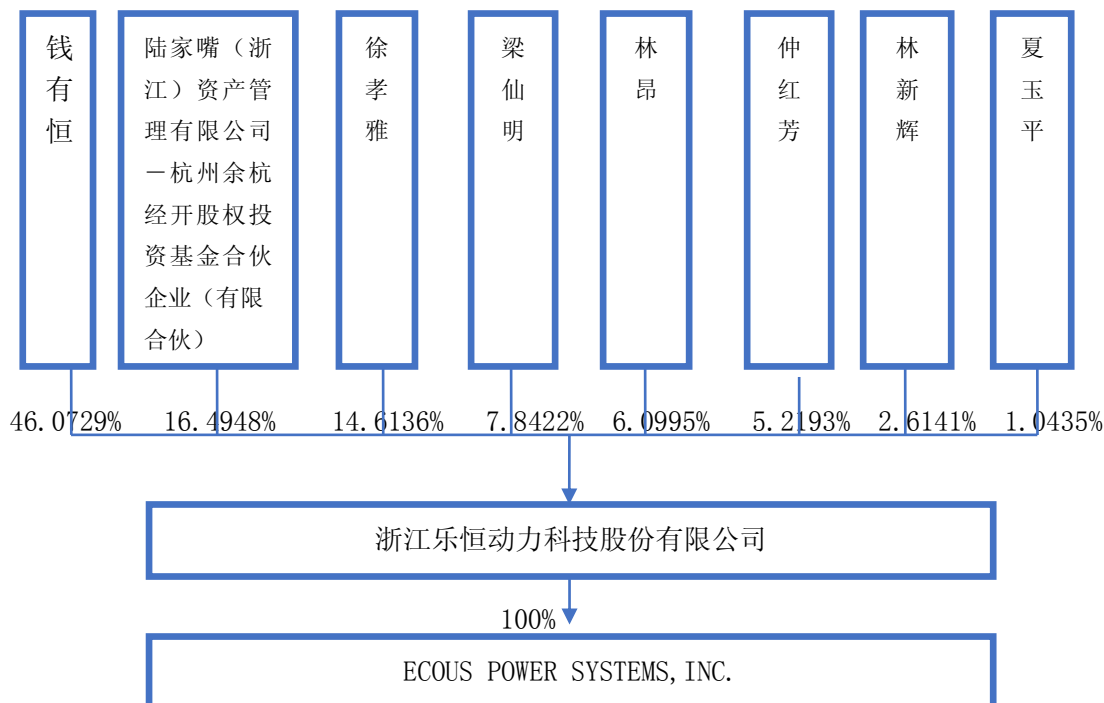 钱
有
恒
陆家嘴（浙
江）资产管
理有限公司
－杭州余杭
经开股权投
资基金合伙
企业（有限
合伙）
徐
孝
雅
梁
仙
明
林
昂
仲
红
芳
林
新
辉
夏
玉
平
46.0729% 16.4948% 14.6136% 7.8422% 6.0995% 5.2193% 2.6141% 1.0435%
浙江乐恒动力科技股份有限公司
100%
ECOUS POWER SYSTEMS,INC.